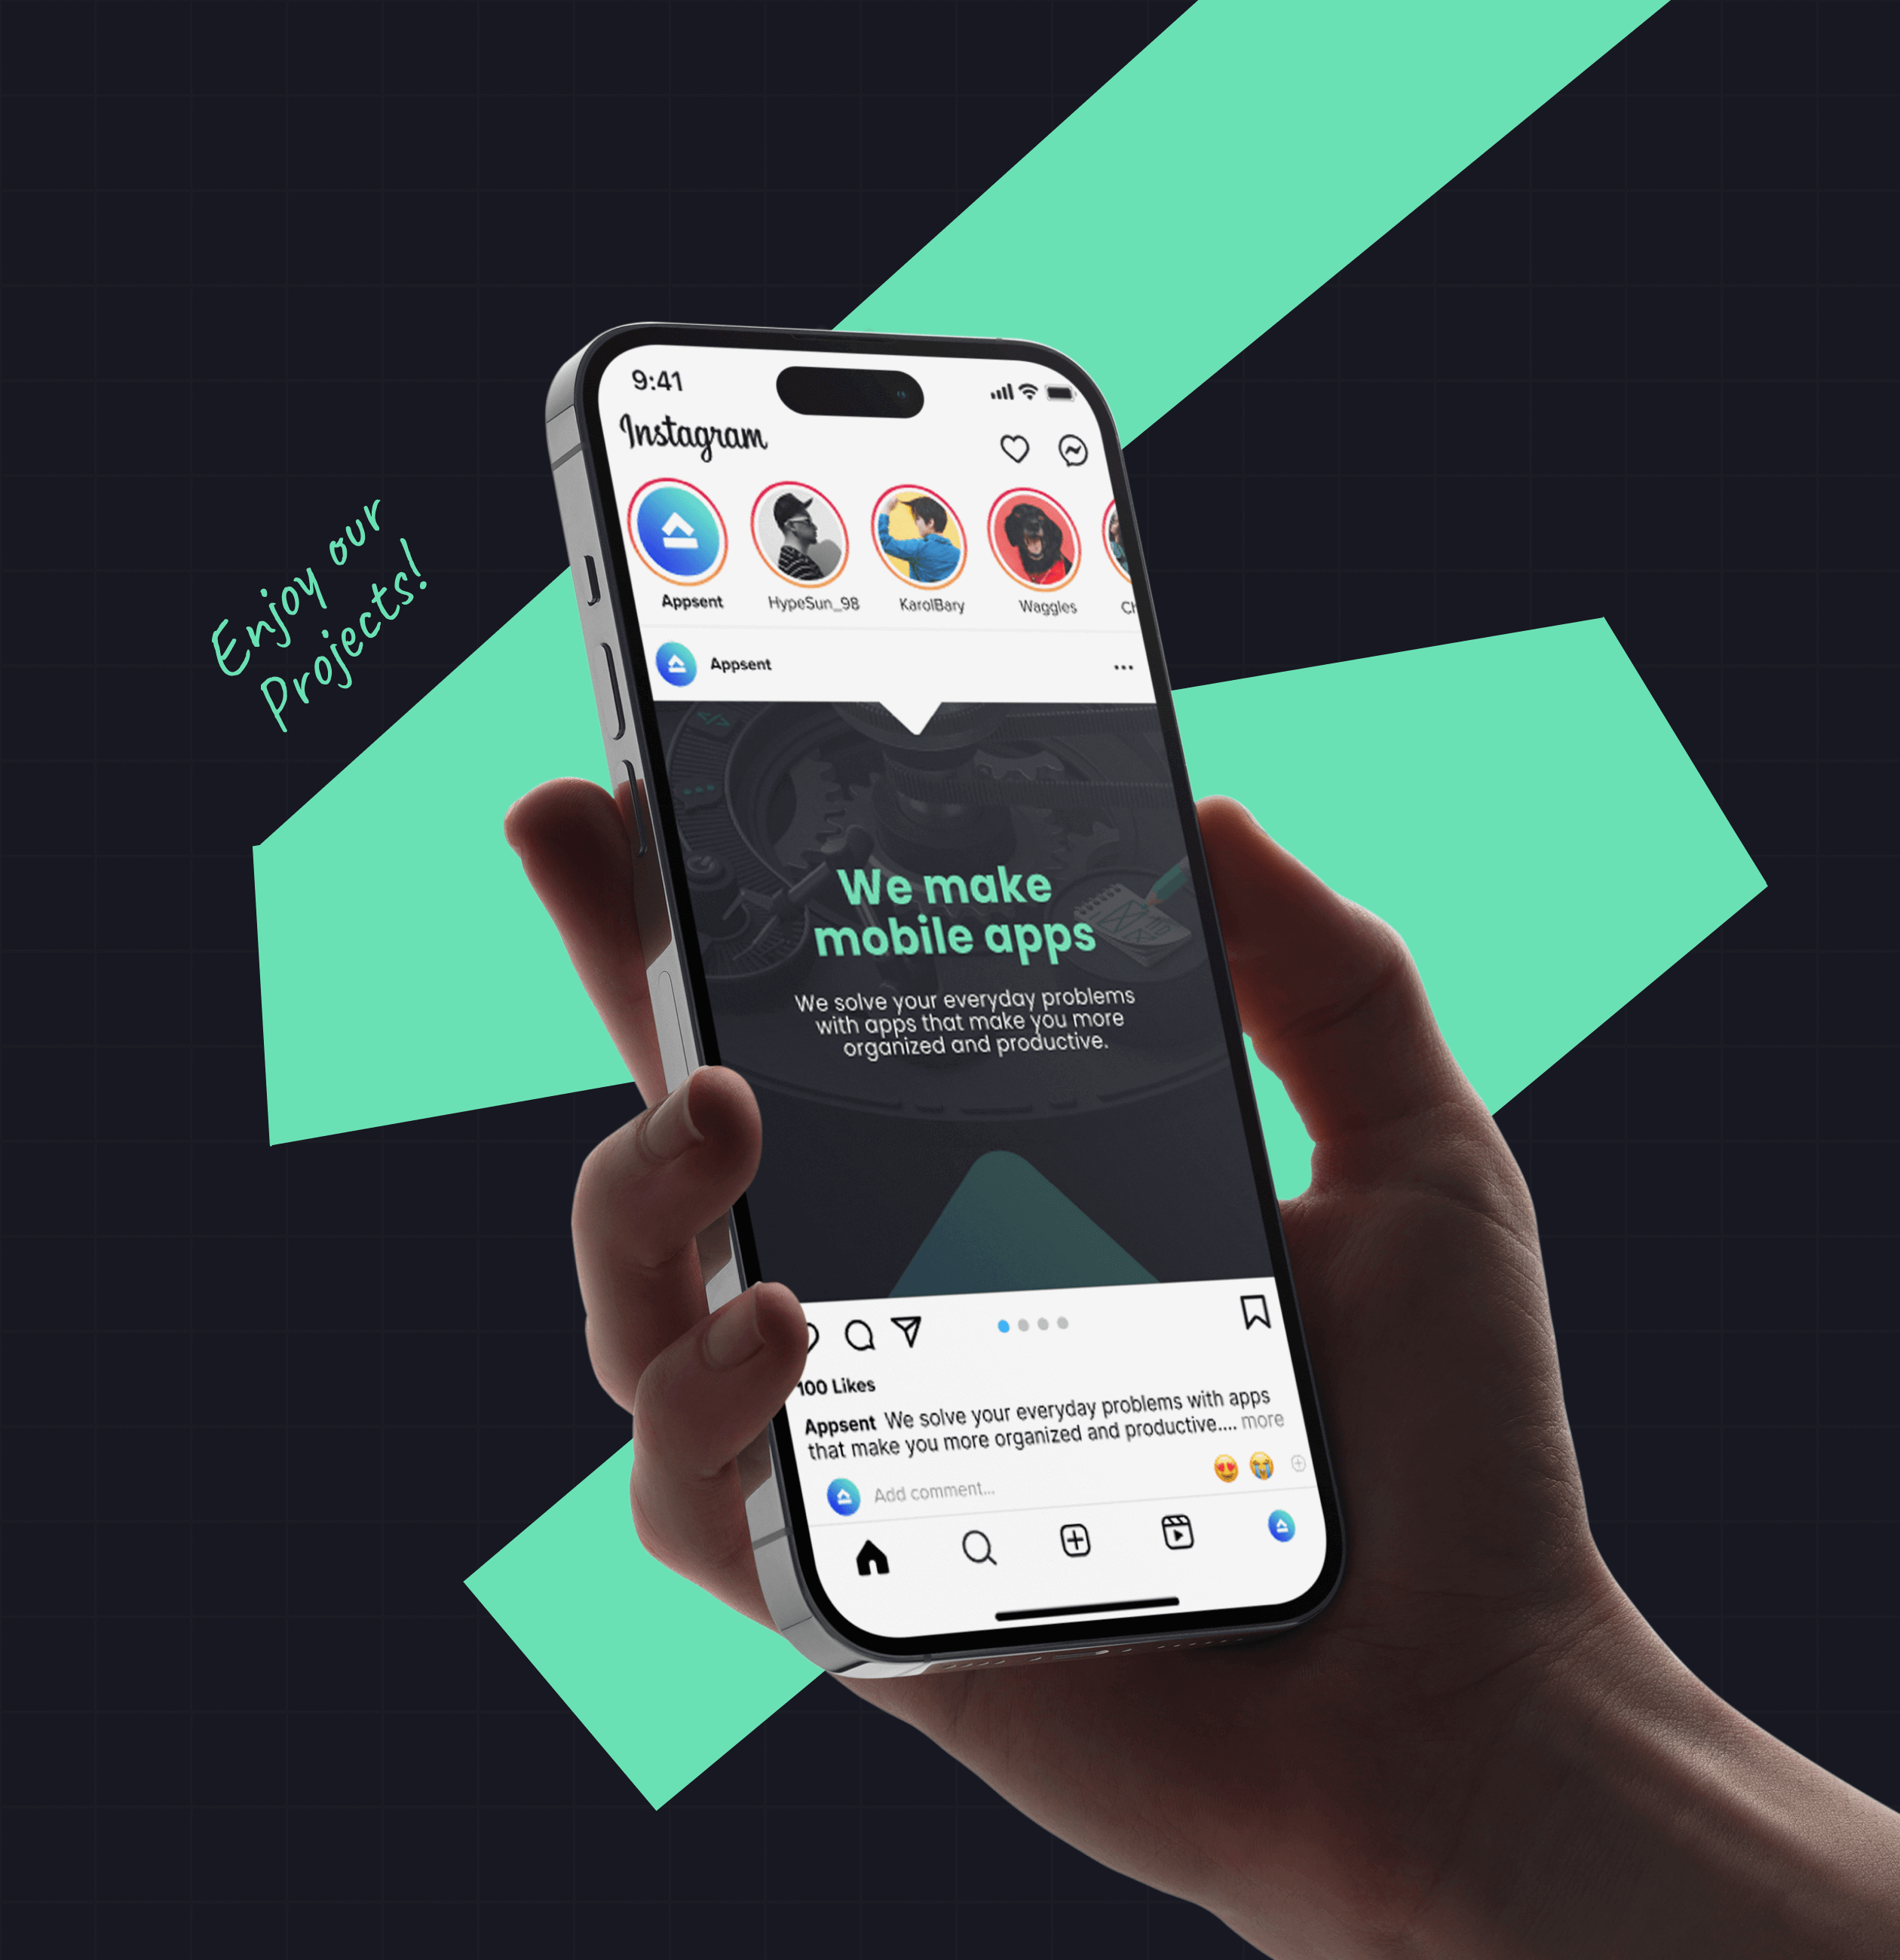 9:41
Instagram
Appsent
HypeSun_98
KarolBary
Waggles
Ch
Enjoy our
Projects!
Appsent
We make
mobile apps
We solve your everyday problems
with apps that make you more
organized and productive.
100 Likes
Appsent We solve your everyday problems with apps
that make you more organized and productive.... more
Add comment...